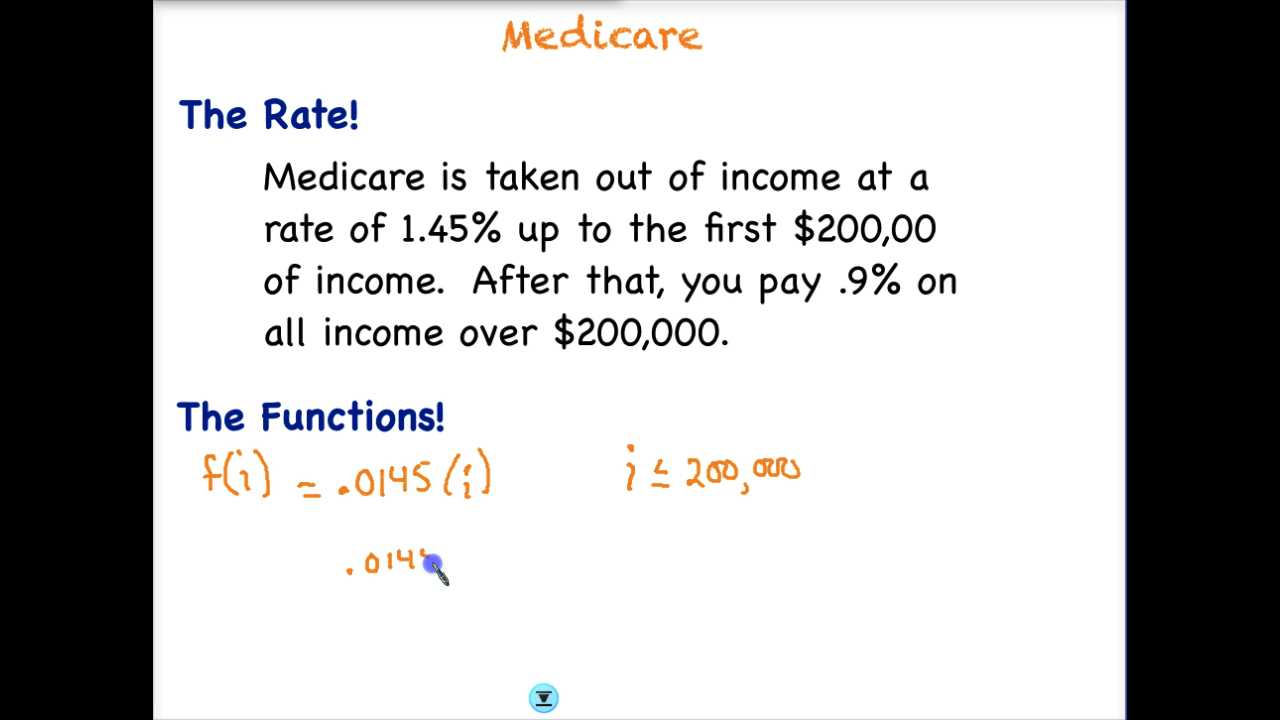 Medicare
The Rate!
Medicare is taken out of income at a
rate of 1.45% up to the first $200,00
of income. After that, you pay .9% on
all income over $200,000.
The Functions!
f(i) = .0145 (i) i ≤ 200,000
.014